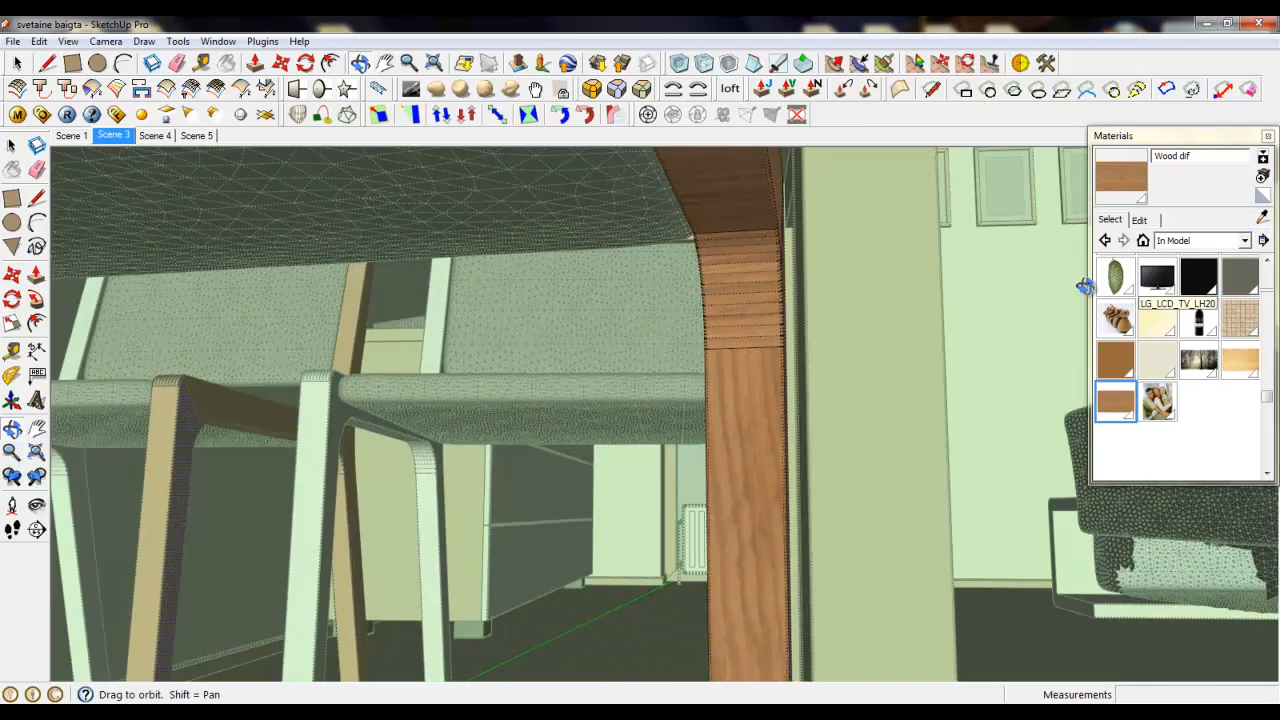 svetaine baigta - SketchUp Pro
File Edit View Camera Draw Tools Window Plugins Help
loft
M Q R ?
Scene 1 Scene 3 Scene 4 Scene 5
Materials
Wood dif
Select Edit
In Model
LG_LCD_TV_LH20
ABC
Drag to orbit. Shift = Pan
Measurements